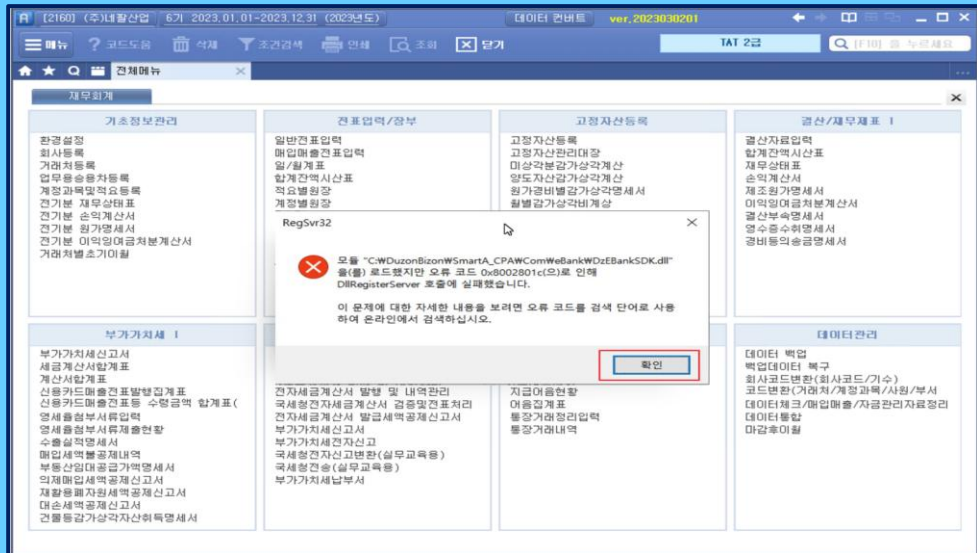 [2160] (주)네팔산업 6기 2023.01.01-2023.12.31 (2023년도) 데이터 컨버트 ver.2023030201
메뉴 ? 코드도움 삭제 조건검색 인쇄 조회 닫기 TAT 2급 [F10] 을 누르세요
전체메뉴
재무회계
기초정보관리
환경설정
회사등록
거래처등록
업무용승용차등록
계정과목및적요등록
전기분 재무상태표
전기분 손익계산서
전기분 원가명세서
전기분 이익잉여금처분계산서
거래처별초기이월
전표입력/장부
일반전표입력
매입매출전표입력
일/월계표
합계잔액시산표
적요별원장
계정별원장
고정자산등록
고정자산등록
고정자산관리대장
미상각분감가상각계산
양도자산감가상각계산
원가경비별감가상각명세서
월별감가상각비계상
결산/재무제표 I
결산자료입력
합계잔액시산표
재무상태표
손익계산서
제조원가명세서
이익잉여금처분계산서
결산부속명세서
영수증수취명세서
경비등의송금명세서
RegSvr32
모듈 "C:₩DuzonBizon₩SmartA_CPA₩Com₩eBank₩DzEBankSDK.dll"
을(를) 로드했지만 오류 코드 0x8002801c(으)로 인해
DllRegisterServer 호출에 실패했습니다.
이 문제에 대한 자세한 내용을 보려면 오류 코드를 검색 단어로 사용
하여 온라인에서 검색하십시오.
확인
부가가치세 I
부가가치세신고서
세금계산서합계표
계산서합계표
신용카드매출전표발행집계표
신용카드매출전표등 수령금액 합계표(
영세율첨부서류입력
영세율첨부서류제출현황
수출실적명세서
매입세액불공제내역
부동산임대공급가액명세서
의제매입세액공제신고서
재활용폐자원세액공제신고서
대손세액공제신고서
건물등감가상각자산취득명세서
전자세금계산서 발행 및 내역관리
국세청전자세금계산서 검증및전표처리
전자세금계산서 발급세액공제신고서
부가가치세신고서
부가가치세전자신고
국세청전자신고변환(실무교육용)
국세청전송(실무교육용)
부가가치세납부서
지급어음현황
어음집계표
통장거래정리입력
통장거래내역
데이터관리
데이터 백업
백업데이터 복구
회사코드변환(회사코드/기수)
코드변환(거래처/계정과목/사원/부서
데이터체크/매입매출/자금관리자료정리
데이터통합
마감후이월